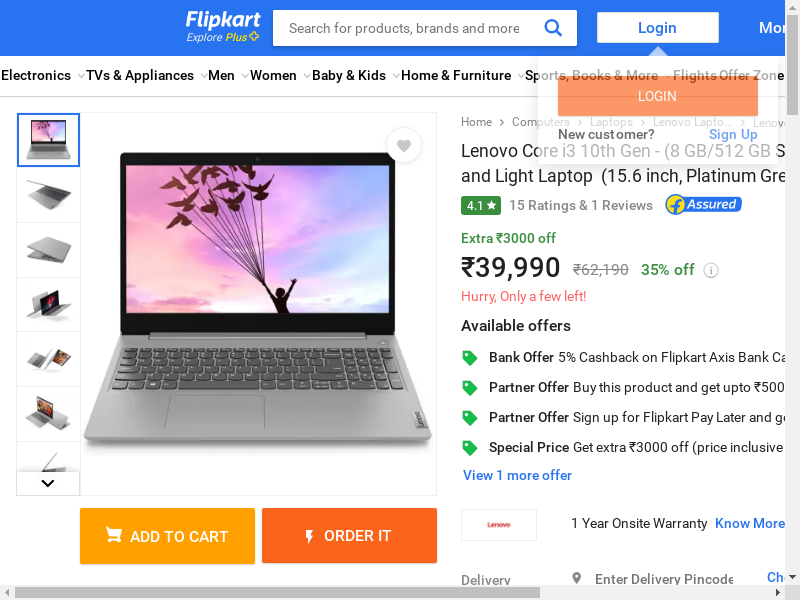 Flipkart
Explore Plus
Search for products, brands and more
Login
Electronics
TVs & Appliances
Men
Women
Baby & Kids
Home & Furniture
Sports, Books & More
Flights
Offer Zone
LOGIN
New customer?
Sign Up
Home
Computers
Laptops
Lenovo Lapto...
Lenovo Core i3 10th Gen - (8 GB/512 GB
and Light Laptop (15.6 inch, Platinum
4.1
15 Ratings & 1 Reviews
Assured
Extra ₹3000 off
₹39,990
₹62,190
35% off
i
Hurry, Only a few left!
Available offers
Bank Offer 5% Cashback on Flipkart Axis Bank
Partner Offer Buy this product and get upto ₹500
Partner Offer Sign up for Flipkart Pay Later and
Special Price Get extra ₹3000 off (price inclusive
View 1 more offer
Lenovo
1 Year Onsite Warranty
Know More
ADD TO CART
ORDER IT
Delivery
Enter Delivery Pincode